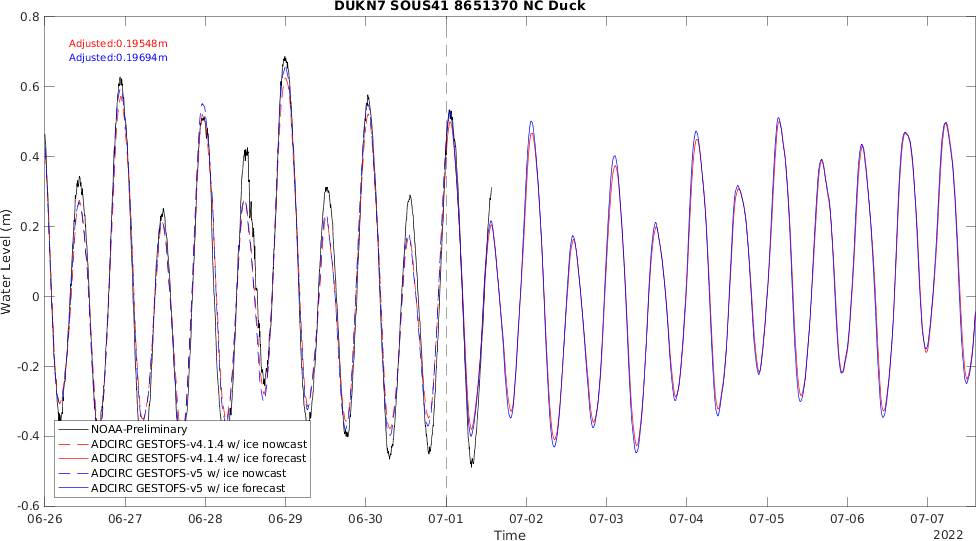 DUKN7 SOUS41 8651370 NC Duck
Adjusted:0.19548m
Adjusted:0.19694m
0.8
0.6
0.4
0.2
0
-0.2
-0.4
-0.6
Water Level (m)
NOAA-Preliminary
ADCIRC GESTOFS-v4.1.4 w/ ice nowcast
ADCIRC GESTOFS-v4.1.4 w/ ice forecast
ADCIRC GESTOFS-v5 w/ ice nowcast
ADCIRC GESTOFS-v5 w/ ice forecast
06-26 06-27 06-28 06-29 06-30 07-01 07-02 07-03 07-04 07-05 07-06 07-07
Time
2022